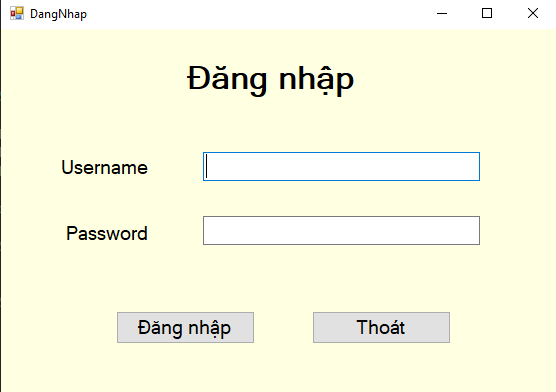 DangNhap
Đăng nhập
Username
Password
Đăng nhập Thoát